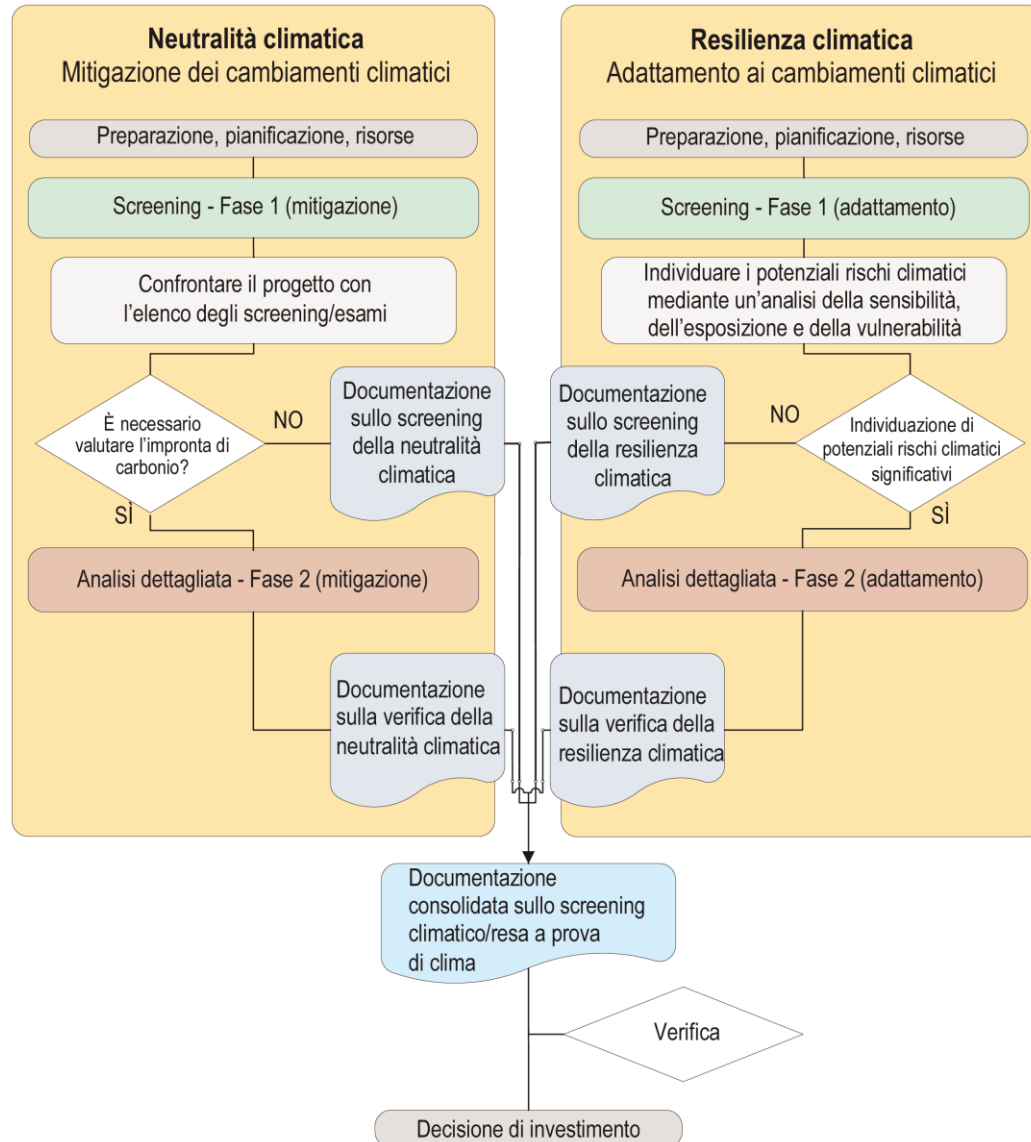 Neutralità climatica
Mitigazione dei cambiamenti climatici
Preparazione, pianificazione, risorse
Screening - Fase 1 (mitigazione)
Confrontare il progetto con
l'elenco degli screening/esami
È necessario
valutare l'impronta di
carbonio?
NO
SÌ
Documentazione
sullo screening
della neutralità
climatica
Analisi dettagliata - Fase 2 (mitigazione)
Documentazione
sulla verifica della
neutralità climatica
Resilienza climatica
Adattamento ai cambiamenti climatici
Preparazione, pianificazione, risorse
Screening - Fase 1 (adattamento)
Individuare i potenziali rischi climatici
mediante un'analisi della sensibilità,
dell'esposizione e della vulnerabilità
Documentazione
sullo screening
della resilienza
climatica
NO
Individuazione di
potenziali rischi climatici
significativi
SÌ
Analisi dettagliata - Fase 2 (adattamento)
Documentazione
sulla verifica della
resilienza climatica
Documentazione
consolidata sullo screening
climatico/resa a prova
di clima
Verifica
Decisione di investimento